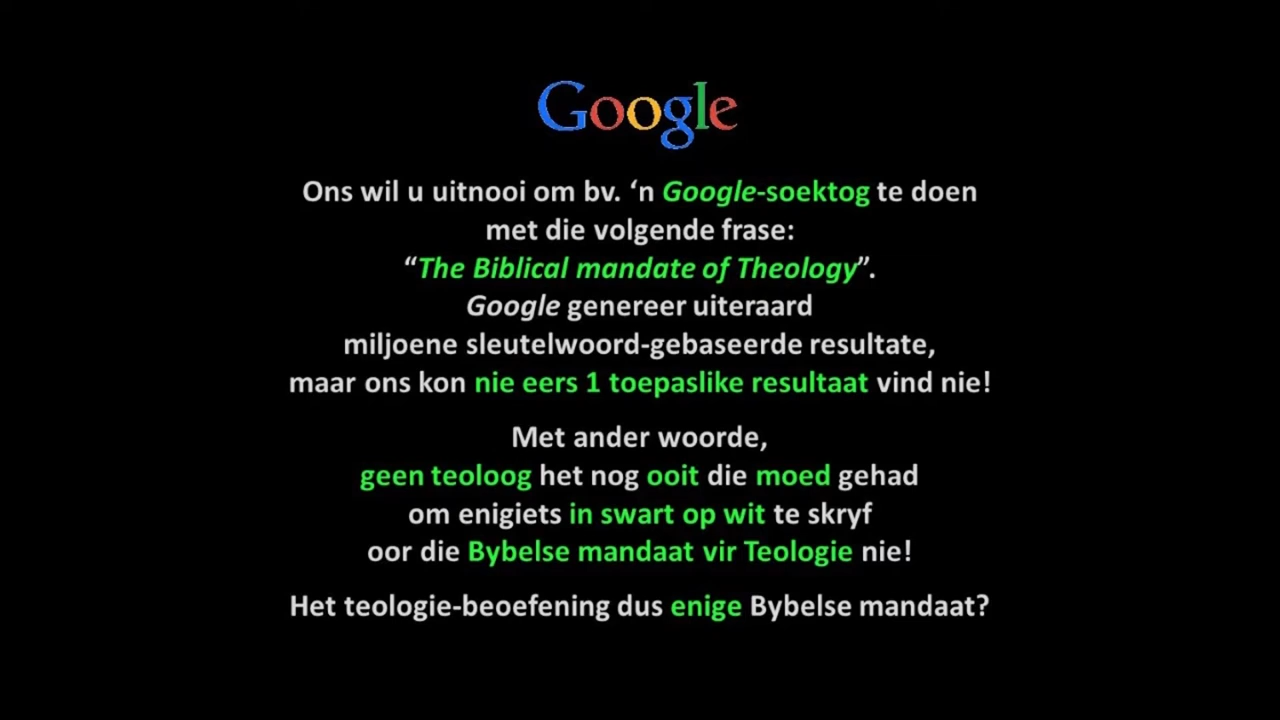 Google
Ons wil u uitnooi om bv. ‘n Google-soektog te doen
met die volgende frase:
“The Biblical mandate of Theology”.
Google genereer uiteraard
miljoene sleutelwoord-gebaseerde resultate,
maar ons kon nie eers 1 toepaslike resultaat vind nie!
Met ander woorde,
geen teoloog het nog ooit die moed gehad
om enigiets in swart op wit te skryf
oor die Bybelse mandaat vir Teologie nie!
Het teologie-beoefening dus enige Bybelse mandaat?